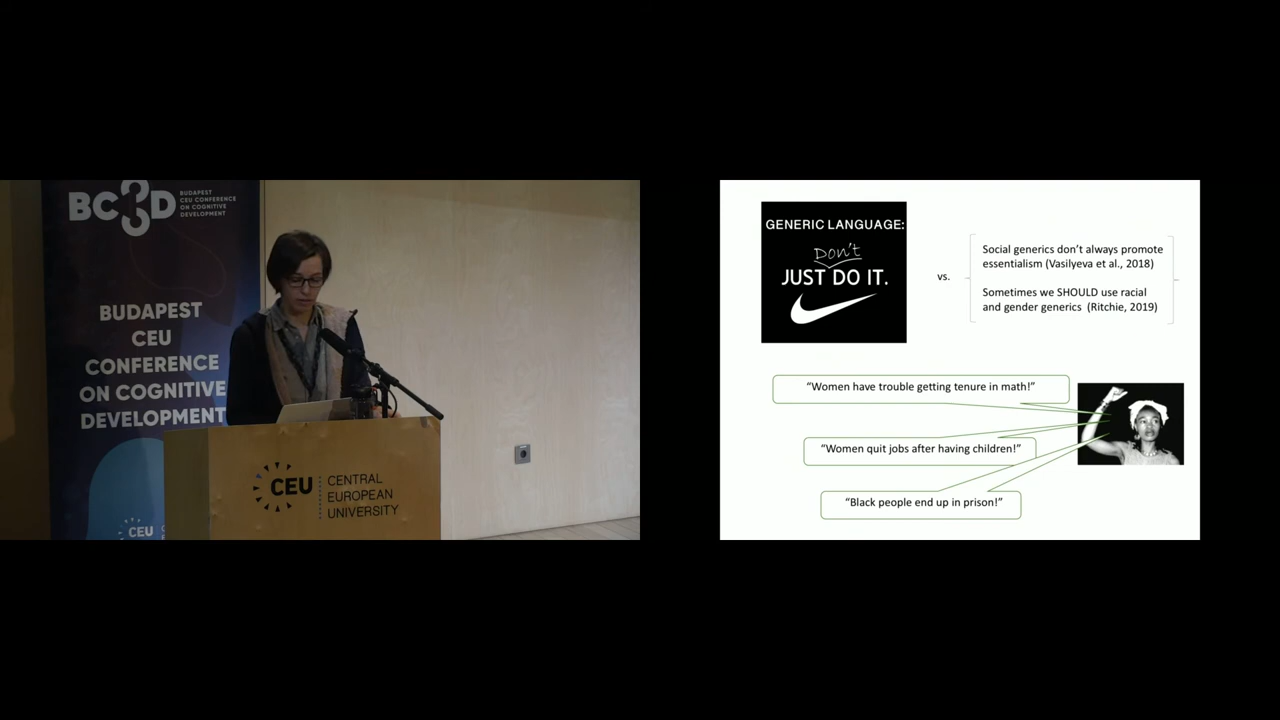 BC3D
BUDAPEST
CEU CONFERENCE
ON COGNITIVE
DEVELOPMENT
BUDAPEST
CEU
CONFERENCE
ON COGNITIVE
DEVELOPMENT
CEU
CEU
CENTRAL
EUROPEAN
UNIVERSITY
GENERIC LANGUAGE:
Don't
JUST DO IT.
vs.
Social generics don't always promote
essentialism (Vasilyeva et al., 2018)
Sometimes we SHOULD use racial
and gender generics (Ritchie, 2019)
“Women have trouble getting tenure in math!”
“Women quit jobs after having children!”
“Black people end up in prison!”